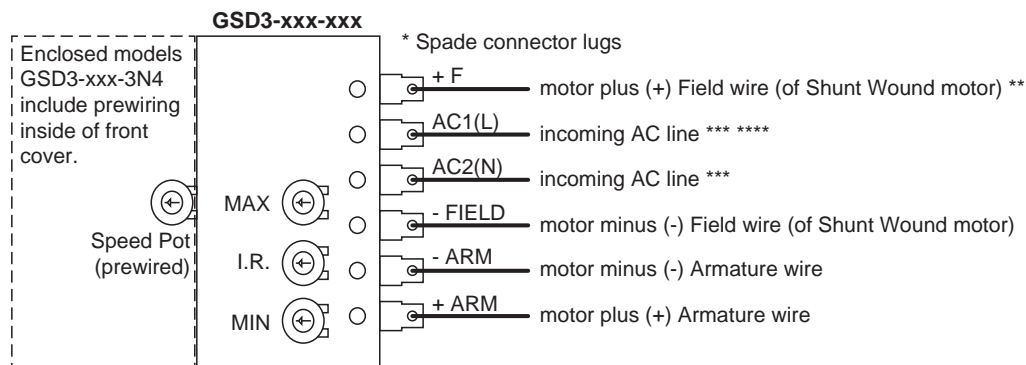 GSD3-xxx-xxx
Enclosed models
GSD3-xxx-3N4
include prewiring
inside of front
cover.
Speed Pot
(prewired)
MAX
I.R.
MIN
* Spade connector lugs
+ F
motor plus (+) Field wire (of Shunt Wound motor) **
AC1(L)
incoming AC line *** ****
AC2(N)
incoming AC line ***
- FIELD
motor minus (-) Field wire (of Shunt Wound motor)
- ARM
motor minus (-) Armature wire
+ ARM
motor plus (+) Armature wire